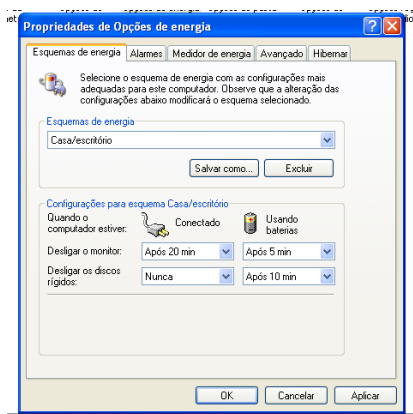 Propriedades de Opções de energia
Esquemas de energia
Alarmes
Medidor de energia
Avançado
Hibernar
Selecione o esquema de energia com as configurações mais
adequadas para este computador. Observe que a alteração das
configurações abaixo modificará o esquema selecionado.
Esquemas de energia
Casa/escritório
Salvar como...
Excluir
Configurações para esquema Casa/escritório
Quando o
computador estiver:
Conectado
Usando
baterias
Desligar o monitor:
Após 20 min
Após 5 min
Desligar os discos
rígidos:
Nunca
Após 10 min
OK
Cancelar
Aplicar